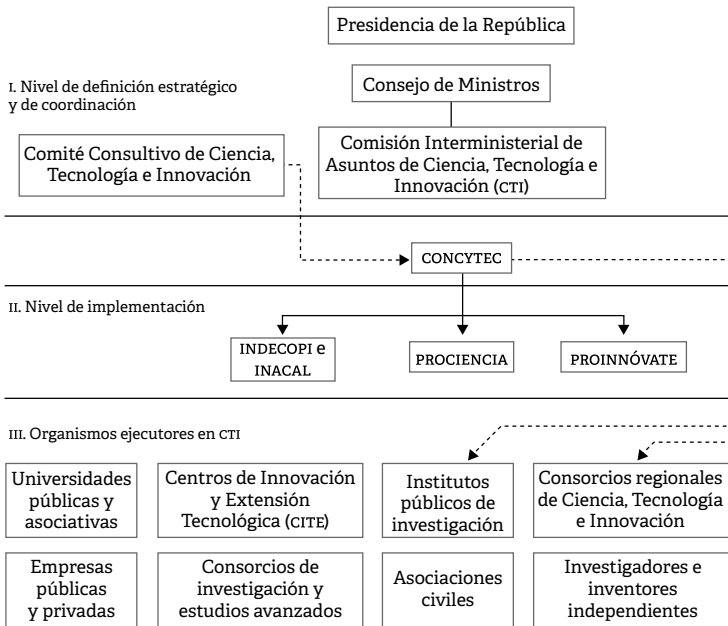 Presidencia de la República
I. Nivel de definición estratégico
y de coordinación
Consejo de Ministros
Comité Consultivo de Ciencia,
Tecnología e Innovación
Comisión Interministerial de
Asuntos de Ciencia, Tecnología e
Innovación (CTI)
CONCYTEC
II. Nivel de implementación
INDECOPI e
INACAL
PROCIENCIA
PROINNÓVATE
III. Organismos ejecutores en CTI
Universidades
públicas y
asociativas
Centros de Innovación
y Extensión
Tecnológica (CITE)
Institutos
públicos de
investigación
Consorcios regionales
de Ciencia, Tecnología
e Innovación
Empresas
públicas
y privadas
Consorcios de
investigación y
estudios avanzados
Asociaciones
civiles
Investigadores e
inventores
independientes